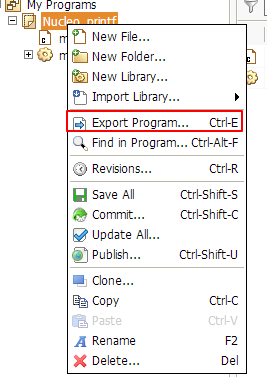 My Programs
Nucleo_printf
m
m
New File...
New Folder...
New Library...
Import Library...
Export Program... Ctrl-E
Find in Program... Ctrl-Alt-F
Revisions... Ctrl-R
Save All Ctrl-Shift-S
Commit... Ctrl-Shift-C
Update All...
Publish... Ctrl-Shift-U
Clone...
Copy Ctrl-C
Paste Ctrl-V
Rename F2
Delete... Del